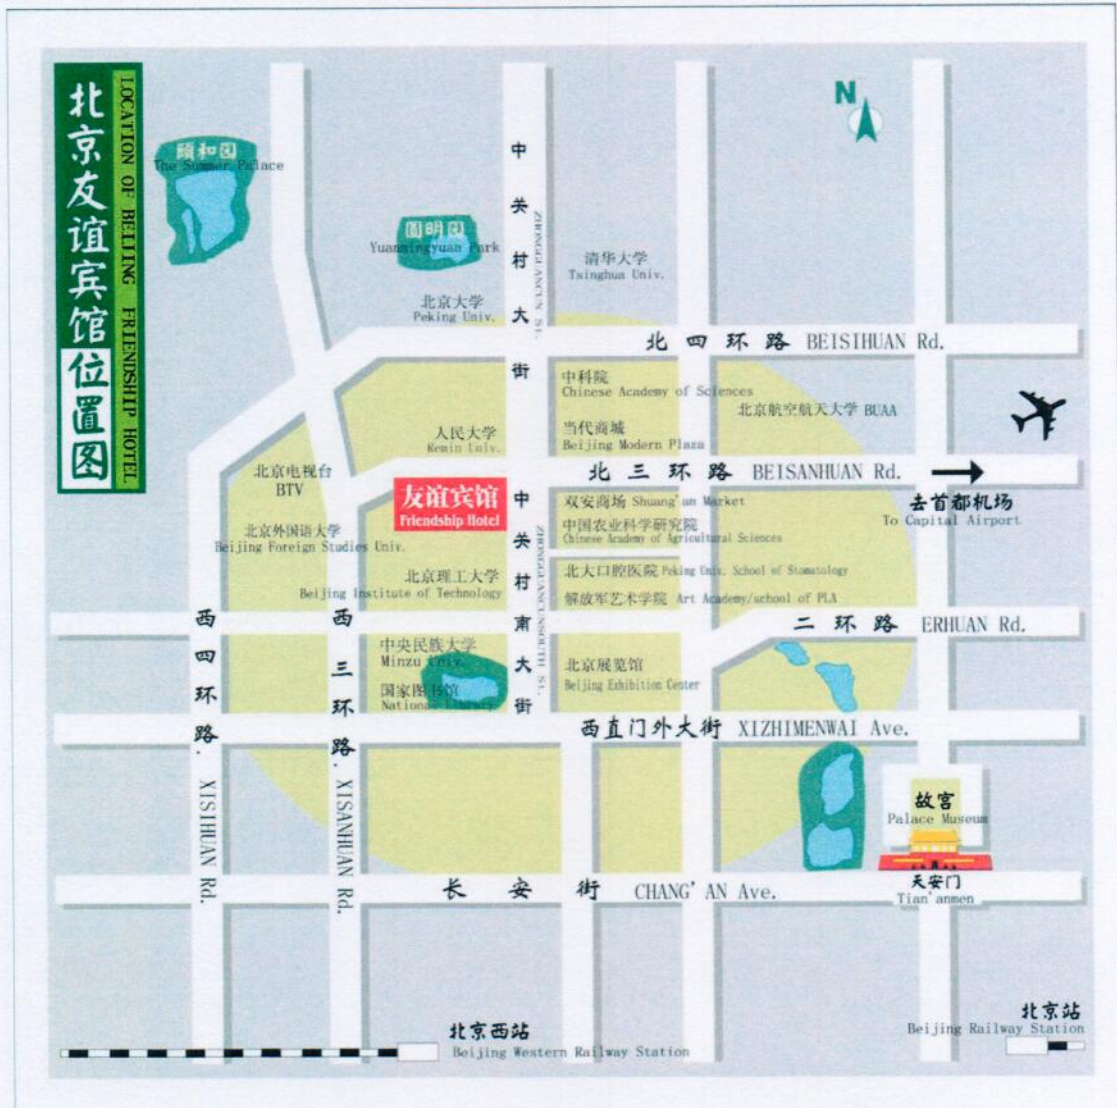 北京友谊宾馆位置图
LOCATION OF BEIJING FRIENDSHIP HOTEL
N
頤和园
The Summer Palace
圆明园
Yuanmingyuan Park
清华大学
Tsinghua Univ.
北京大学
Peking Univ.
中关村大街
ZHONGGUANCUN St.
北四环路 BEISIHUAN Rd.
中科院
Chinese Academy of Sciences
北京航空航天大学 BUAA
当代商城
Beijing Modern Plaza
人民大学
Remin Univ.
北京电视台
BTV
北三环路 BEISANHUAN Rd.
去首都机场
To Capital Airport
友谊宾馆
Friendship Hotel
双安商场 Shuang'an Market
中国农业科学研究院
Chinese Academy of Agricultural Sciences
北京外国语大学
Beijing Foreign Studies Univ.
北京理工大学
Beijing Institute of Technology
北大口腔医院 Peking Univ. School of Stomatology
解放军艺术学院 Art Academy/school of PLA
中关村南大街
ZHONGGUANCUNSOUTH St.
二环路 ERHUAN Rd.
中央民族大学
Minzu Univ.
国家图书馆
National Library
北京展览馆
Beijing Exhibition Center
西四环路. XISIHUAN Rd.
西三环路. XISANHUAN Rd.
西直门外大街 XIZHIMENWAI Ave.
故宫
Palace Museum
天安门
Tian'anmen
长安街 CHANG'AN Ave.
北京西站
Beijing Western Railway Station
北京站
Beijing Railway Station